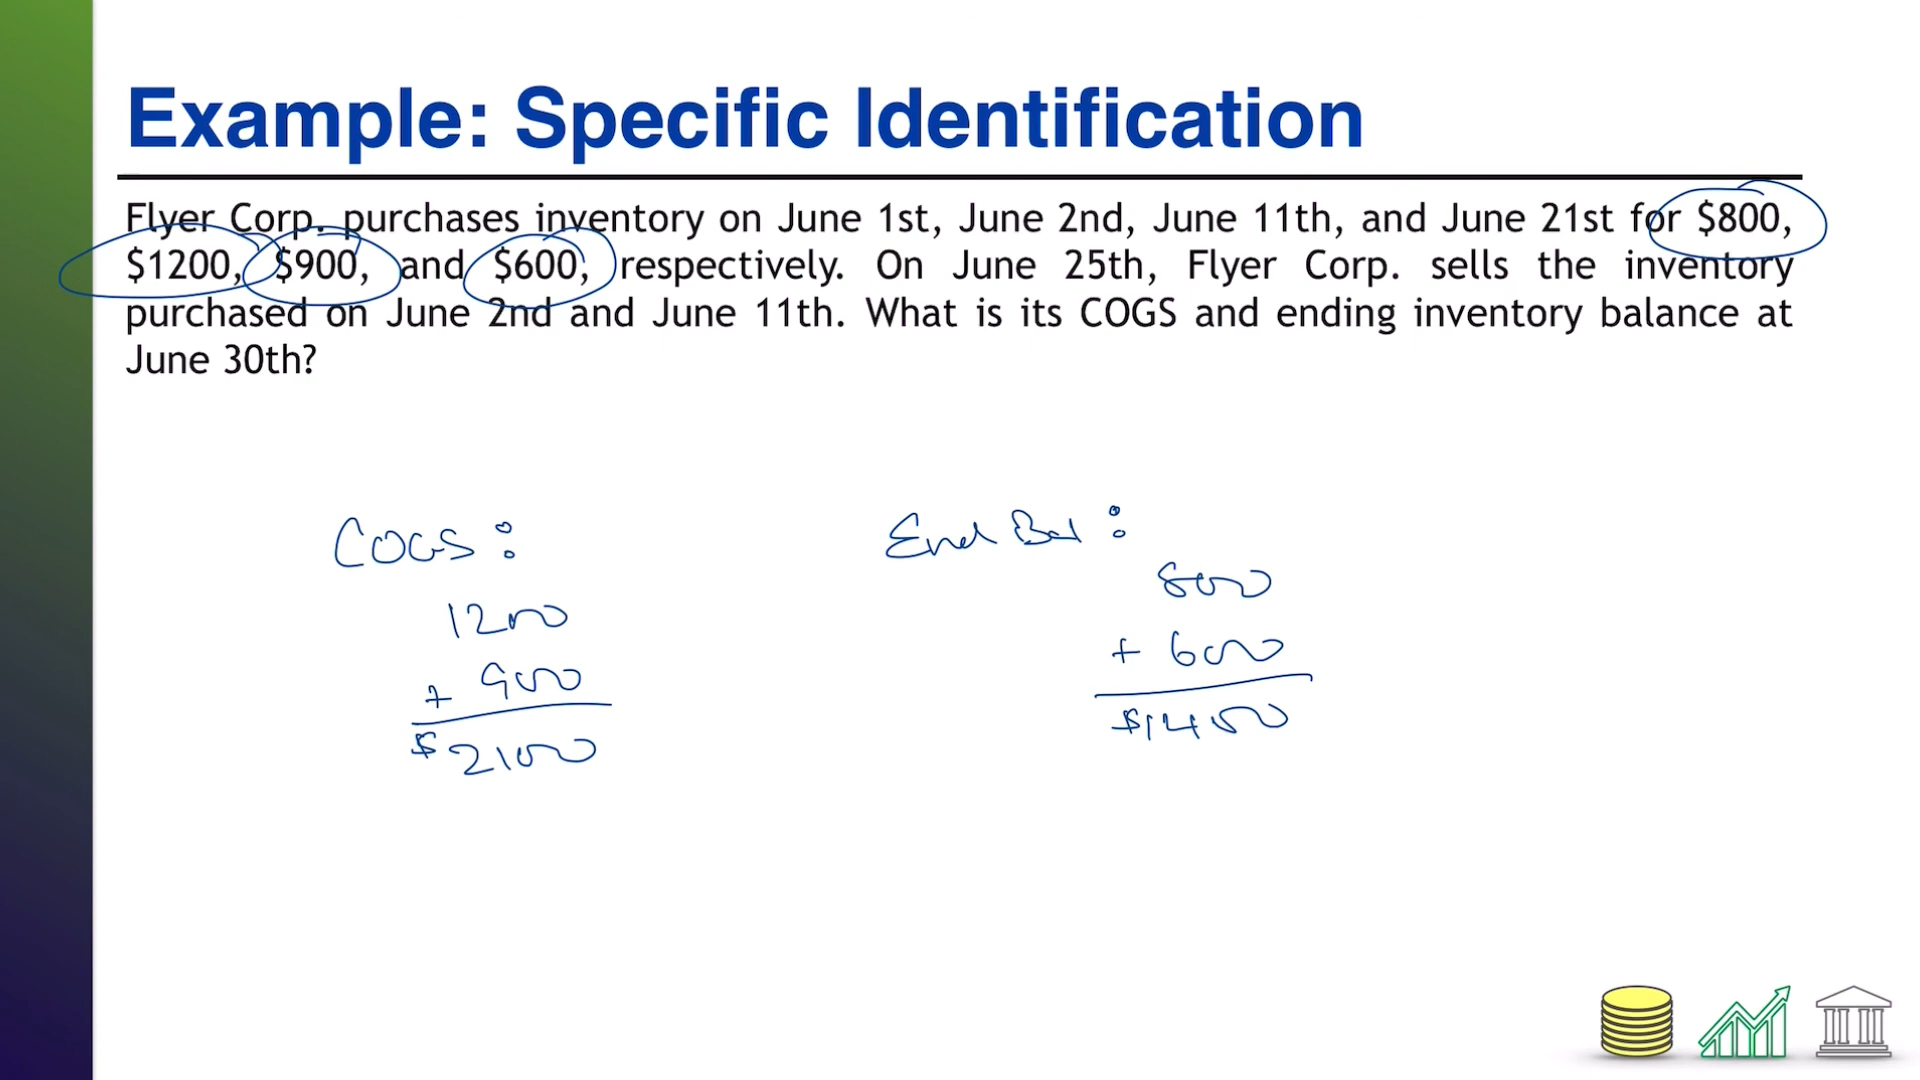 Example: Specific Identification
Flyer Corp. purchases inventory on June 1st, June 2nd, June 11th, and June 21st for $800,
$1200, $900, and $600, respectively. On June 25th, Flyer Corp. sells the inventory
purchased on June 2nd and June 11th. What is its COGS and ending inventory balance at
June 30th?
COGS:
1200
+ 900
$2100
End Bal:
800
+ 600
$1400